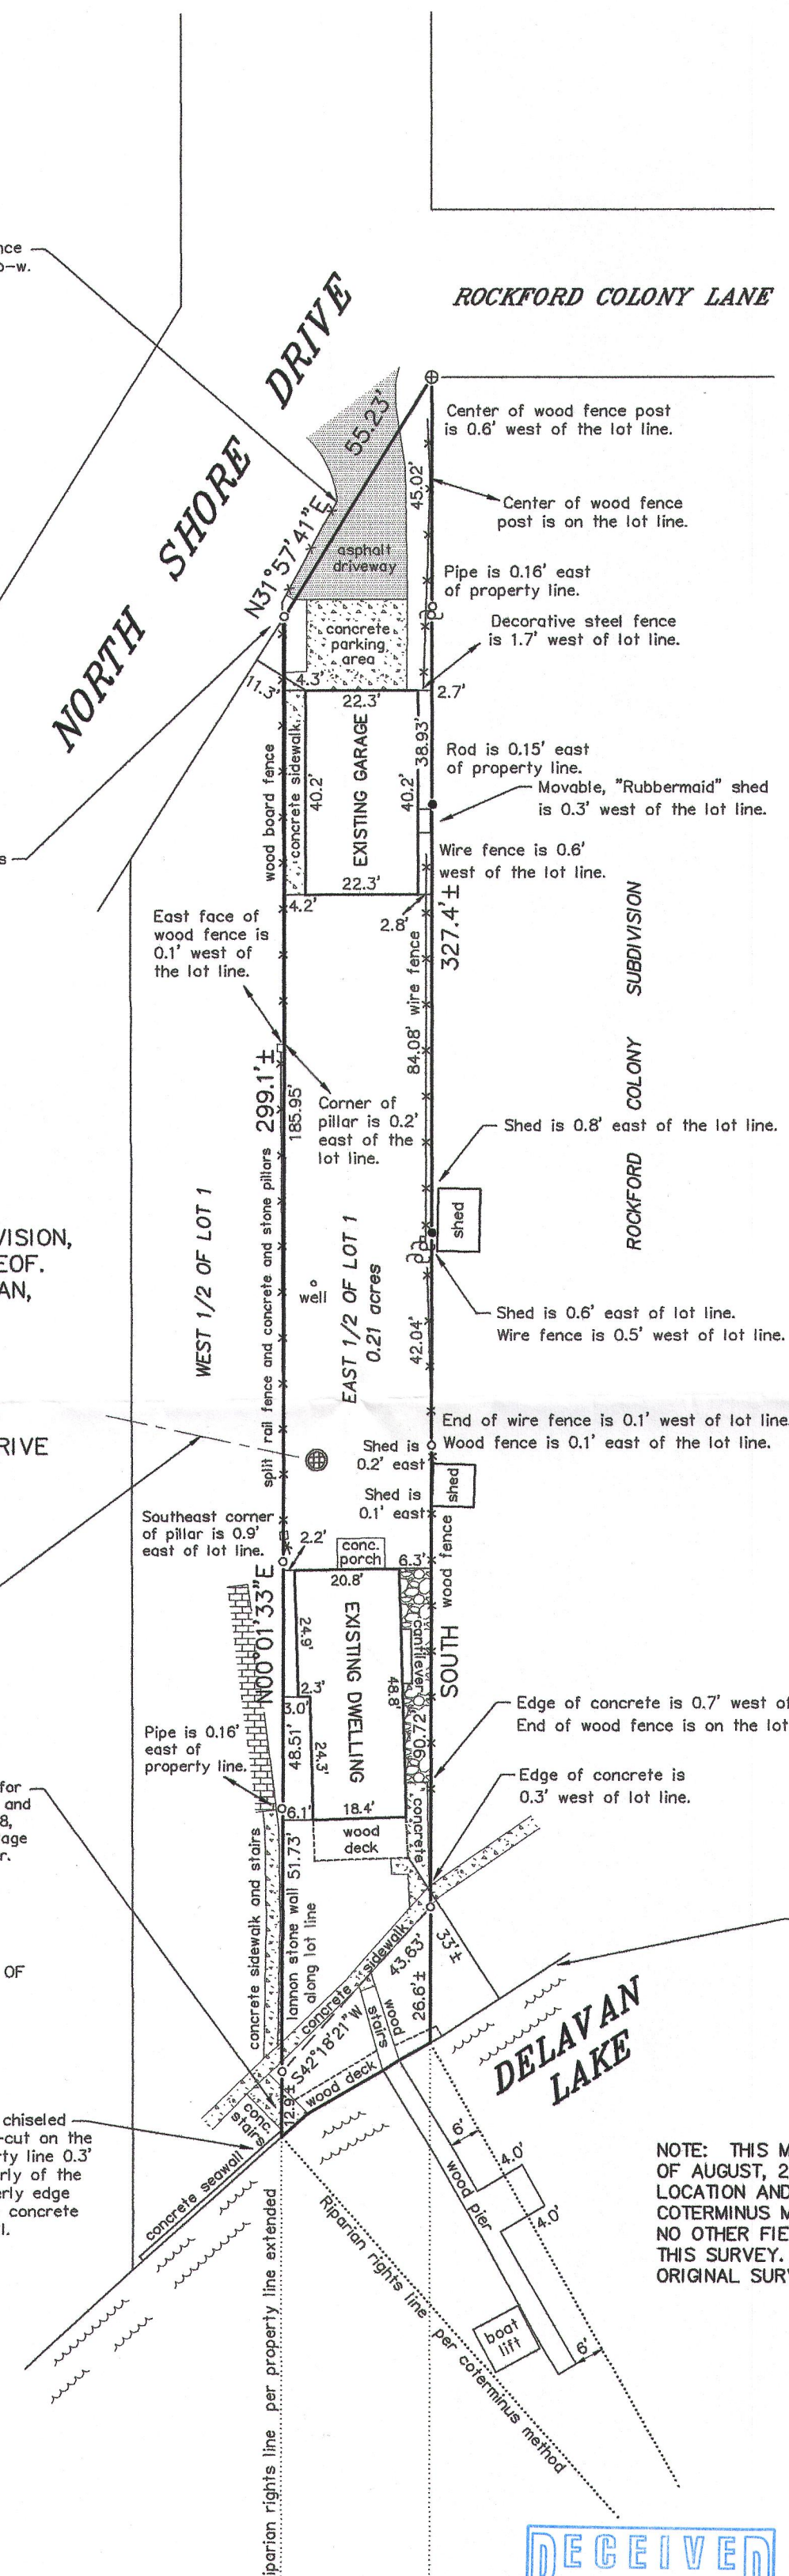 nce
o-w.
NORTH SHORE DRIVE
ROCKFORD COLONY LANE
55.23'
N31°57'41"E
asphalt
driveway
45.02'
Center of wood fence post
is 0.6' west of the lot line.
Center of wood fence
post is on the lot line.
Pipe is 0.16' east
of property line.
Decorative steel fence
is 1.7' west of lot line.
concrete
parking
area
11.3'
4.3'
22.3'
2.7'
wood board fence
concrete sidewalk
40.2'
EXISTING GARAGE
40.2'
38.93'
Rod is 0.15' east
of property line.
Movable, "Rubbermaid" shed
is 0.3' west of the lot line.
s
Wire fence is 0.6'
west of the lot line.
22.3'
4.2'
2.8'
327.4'±
wire fence
84.08'
East face of
wood fence is
0.1' west of
the lot line.
ROCKFORD COLONY SUBDIVISION
299.1'±
185.95'
Corner of
pillar is 0.2'
east of the
lot line.
Shed is 0.8' east of the lot line.
shed
WEST 1/2 OF LOT 1
split rail fence and concrete and stone pillars
well
EAST 1/2 OF LOT 1
0.21 acres
42.04'
VISION,
EOF.
AN,
Shed is 0.6' east of lot line.
Wire fence is 0.5' west of lot line.
RIVE
End of wire fence is 0.1' west of lot line.
Wood fence is 0.1' east of the lot line.
Shed is
0.2' east
Shed is
0.1' east
shed
Southeast corner
of pillar is 0.9'
east of lot line.
2.2'
conc.
porch
6.3'
20.8'
N00°01'33"E
24.9'
EXISTING DWELLING
48.8'
cantilever
SOUTH
wood fence
2.3'
3.0'
48.51'
24.3'
90.72'
Edge of concrete is 0.7' west of
End of wood fence is on the lot
Pipe is 0.16'
east of
property line.
Edge of concrete is
0.3' west of lot line.
6.1'
18.4'
wood
deck
concrete
for
and
8,
age
r.
concrete sidewalk and stairs
lannon stone wall
along lot line
51.73'
concrete sidewalk
43.63'
33'±
S42°18'21"W
wood
stairs
26.6'±
OF
DELAVAN
LAKE
wood deck
12.9'±
conc.
stairs
concrete seawall
chiseled
-cut on the
rty line 0.3'
erly of the
erly edge
concrete
l.
6'
4.0'
4.0'
wood pier
NOTE: THIS M
OF AUGUST, 2
LOCATION AND
COTERMINUS M
NO OTHER FIE
THIS SURVEY.
ORIGINAL SUR
boat
lift
6'
Riparian rights line per coterminus method
iparian rights line per property line extended
DECEIVED